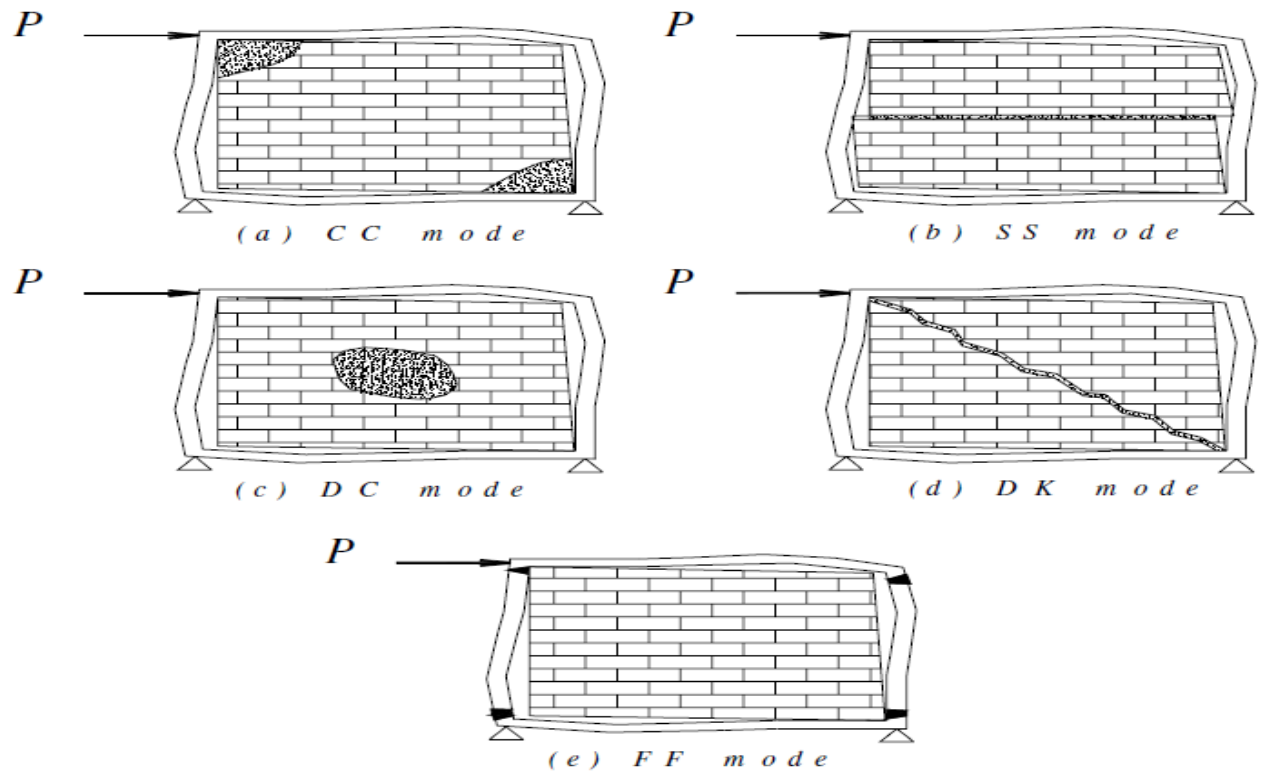 P
P
(a) CC mode
(b) SS mode
P
P
(c) DC mode
(d) DK mode
P
(e) FF mode